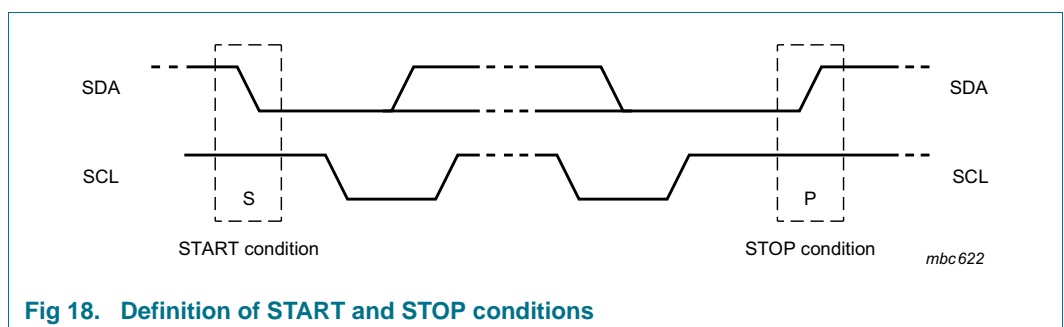 SDA SDA
SCL SCL
S P
START condition STOP condition
mbc622
Fig 18. Definition of START and STOP conditions